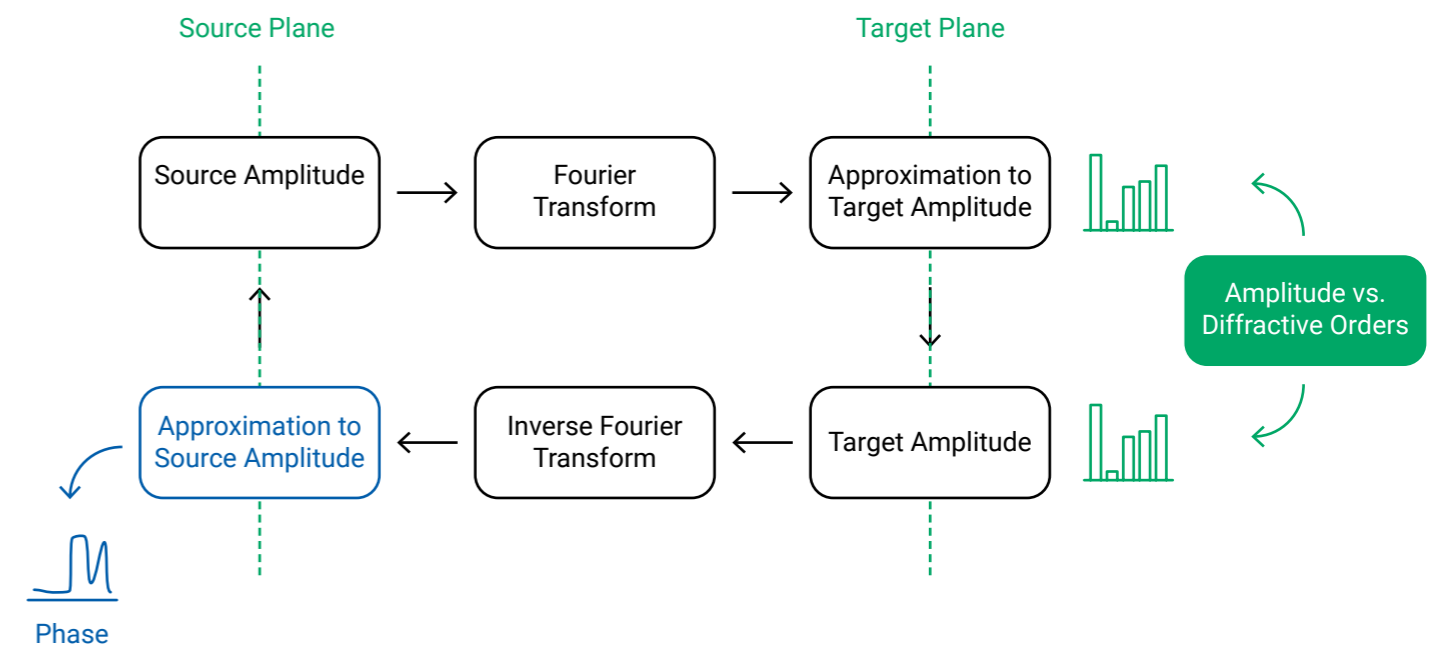 Source Plane
Target Plane
Source Amplitude
Fourier
Transform
Approximation to
Target Amplitude
Amplitude vs.
Diffractive Orders
Approximation to
Source Amplitude
Inverse Fourier
Transform
Target Amplitude
Phase